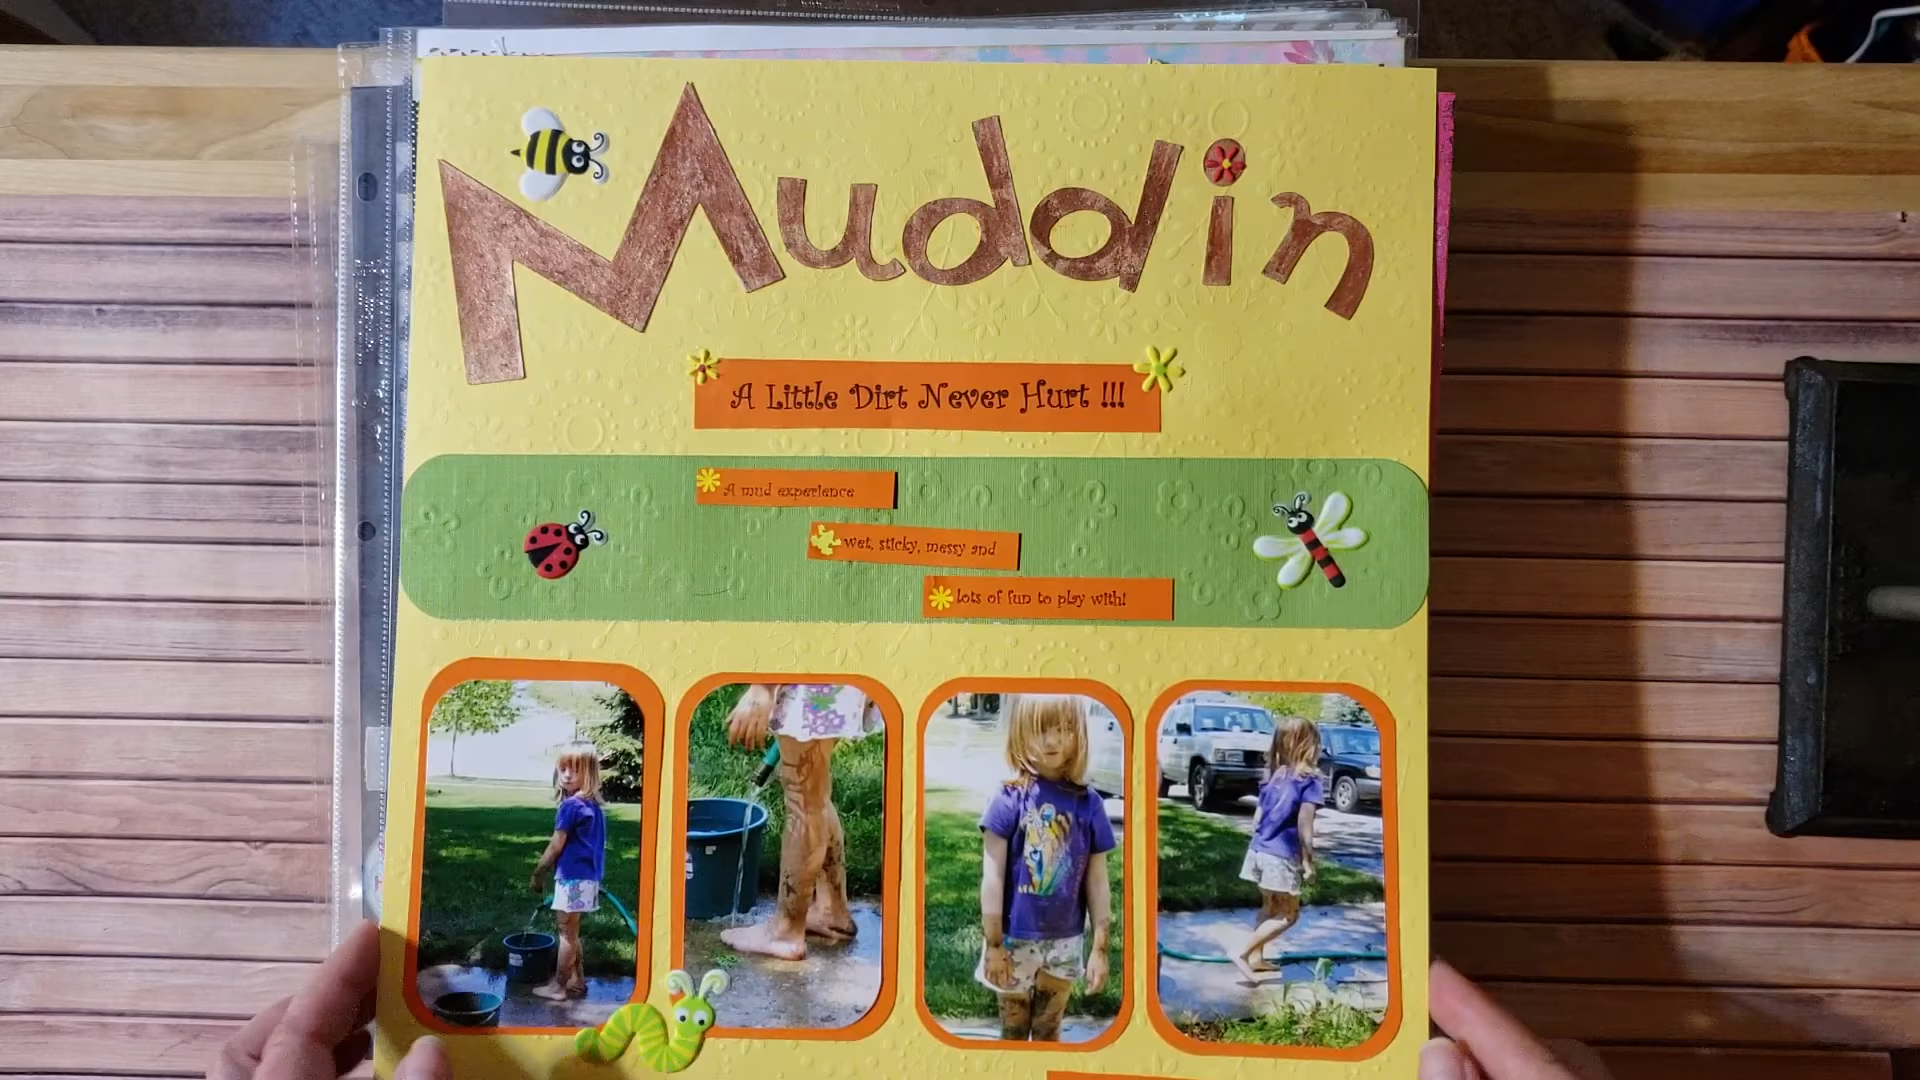 Muddin
A Little Dirt Never Hurt !!!
A mud experience
wet, sticky, messy and
lots of fun to play with!